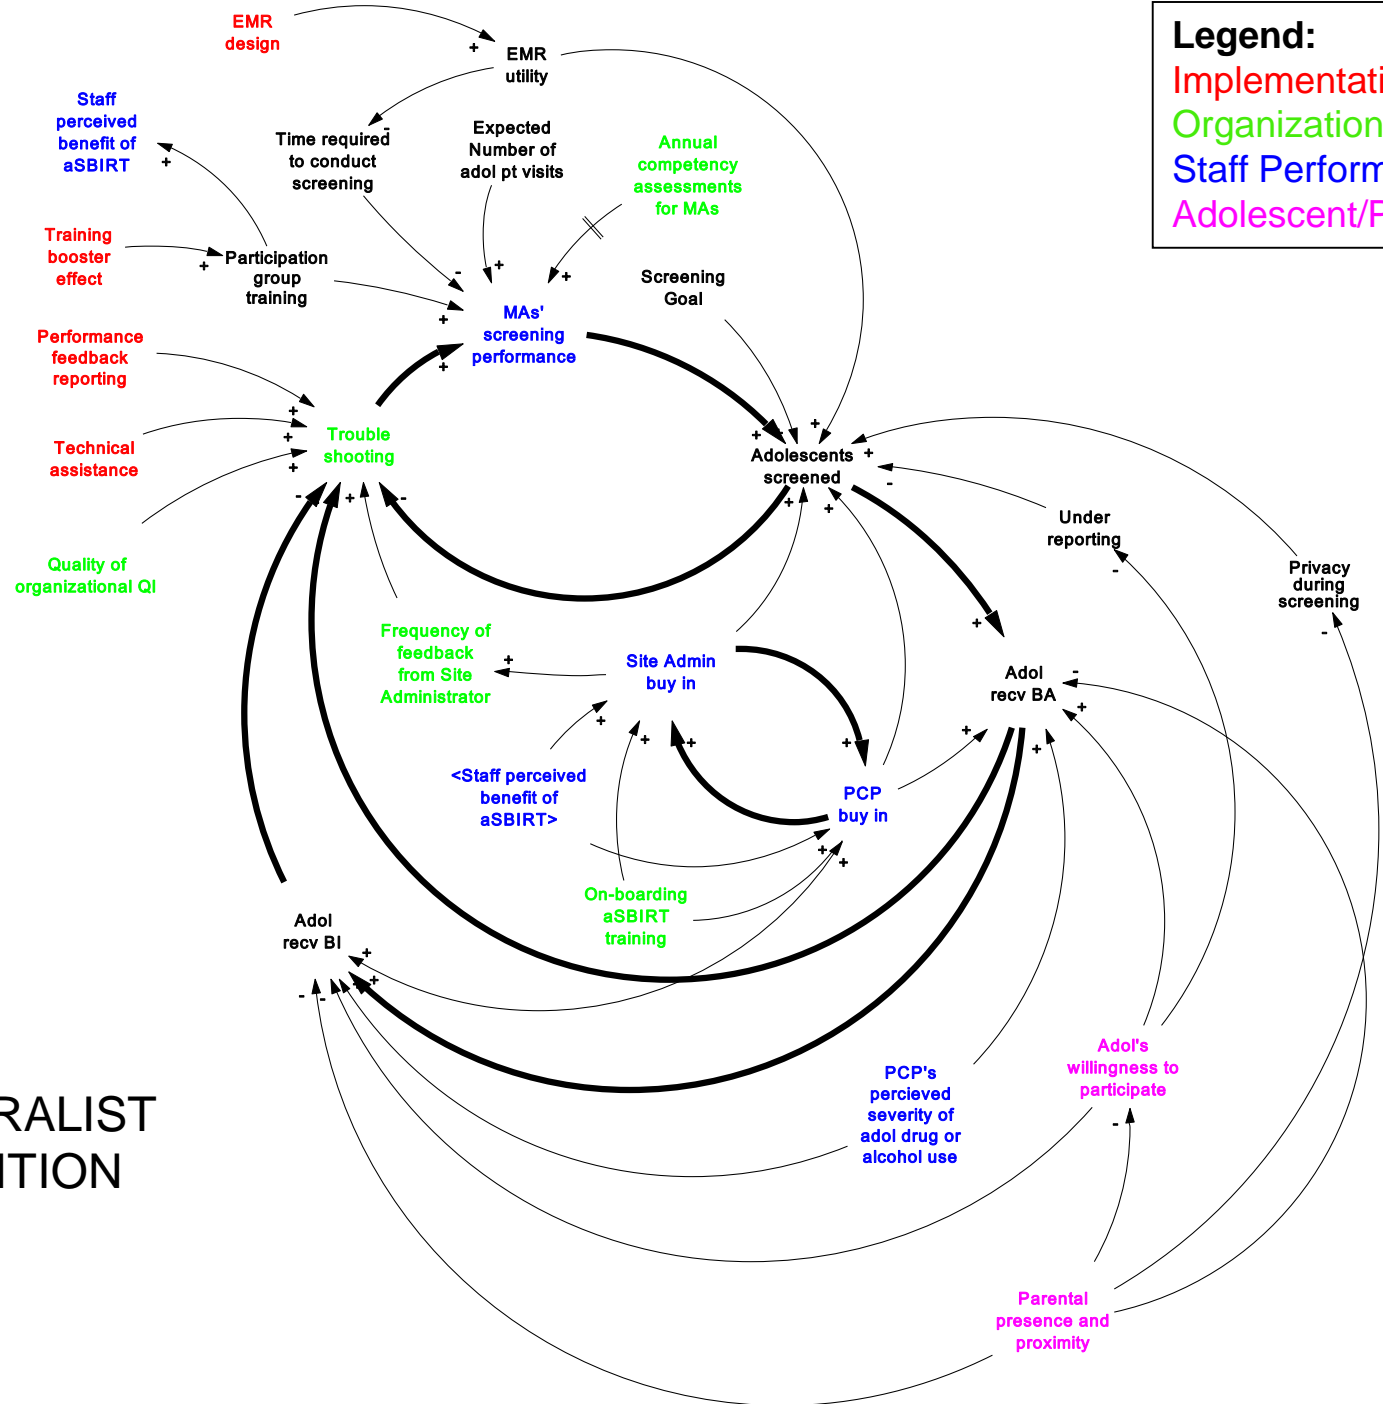 EMR
design
EMR
utility
Legend:
Implementati
Organization
Staff Perform
Adolescent/P
Staff
perceived
benefit of
aSBIRT
Time required
to conduct
screening
Expected
Number of
adol pt visits
Annual
competency
assessments
for MAs
Training
booster
effect
Participation
group
training
Screening
Goal
MAs'
screening
performance
Performance
feedback
reporting
Technical
assistance
Trouble
shooting
Adolescents
screened
Quality of
organizational QI
Under
reporting
Privacy
during
screening
Frequency of
feedback
from Site
Administrator
Site Admin
buy in
Adol
recv BA
<Staff perceived
benefit of
aSBIRT>
PCP
buy in
On-boarding
aSBIRT
training
Adol
recv BI
PCP's
percieved
severity of
adol drug or
alcohol use
Adol's
willingness to
participate
RALIST
ITION
Parental
presence and
proximity